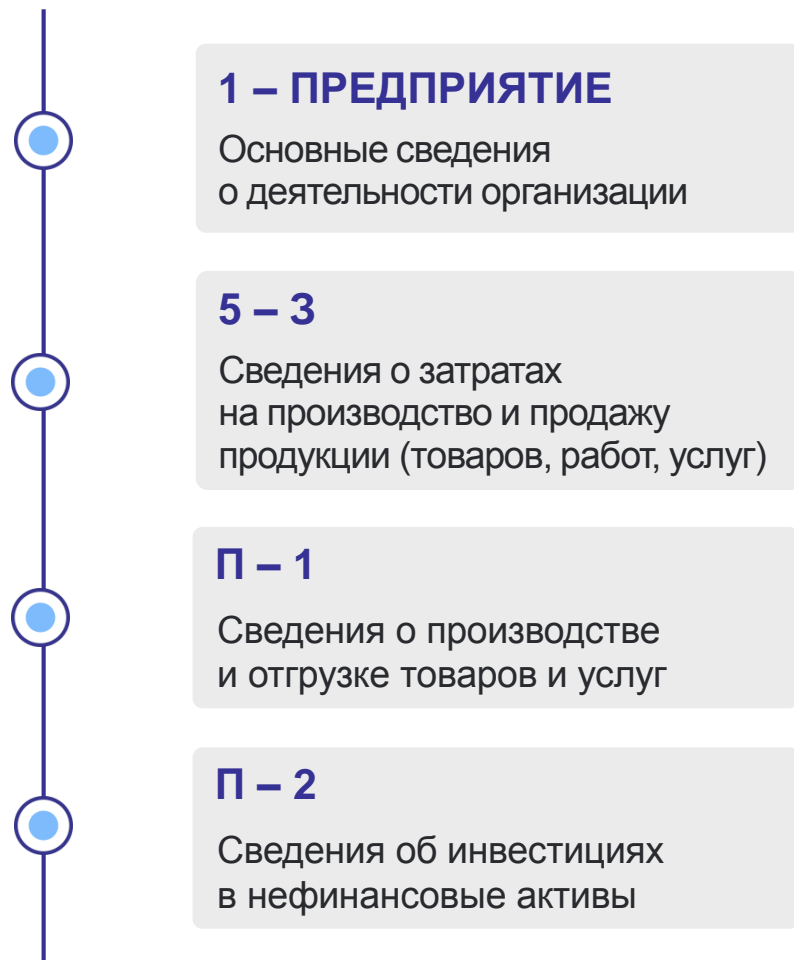 1 – ПРЕДПРИЯТИЕ
Основные сведения
о деятельности организации
5 – З
Сведения о затратах
на производство и продажу
продукции (товаров, работ, услуг)
П – 1
Сведения о производстве
и отгрузке товаров и услуг
П – 2
Сведения об инвестициях
в нефинансовые активы